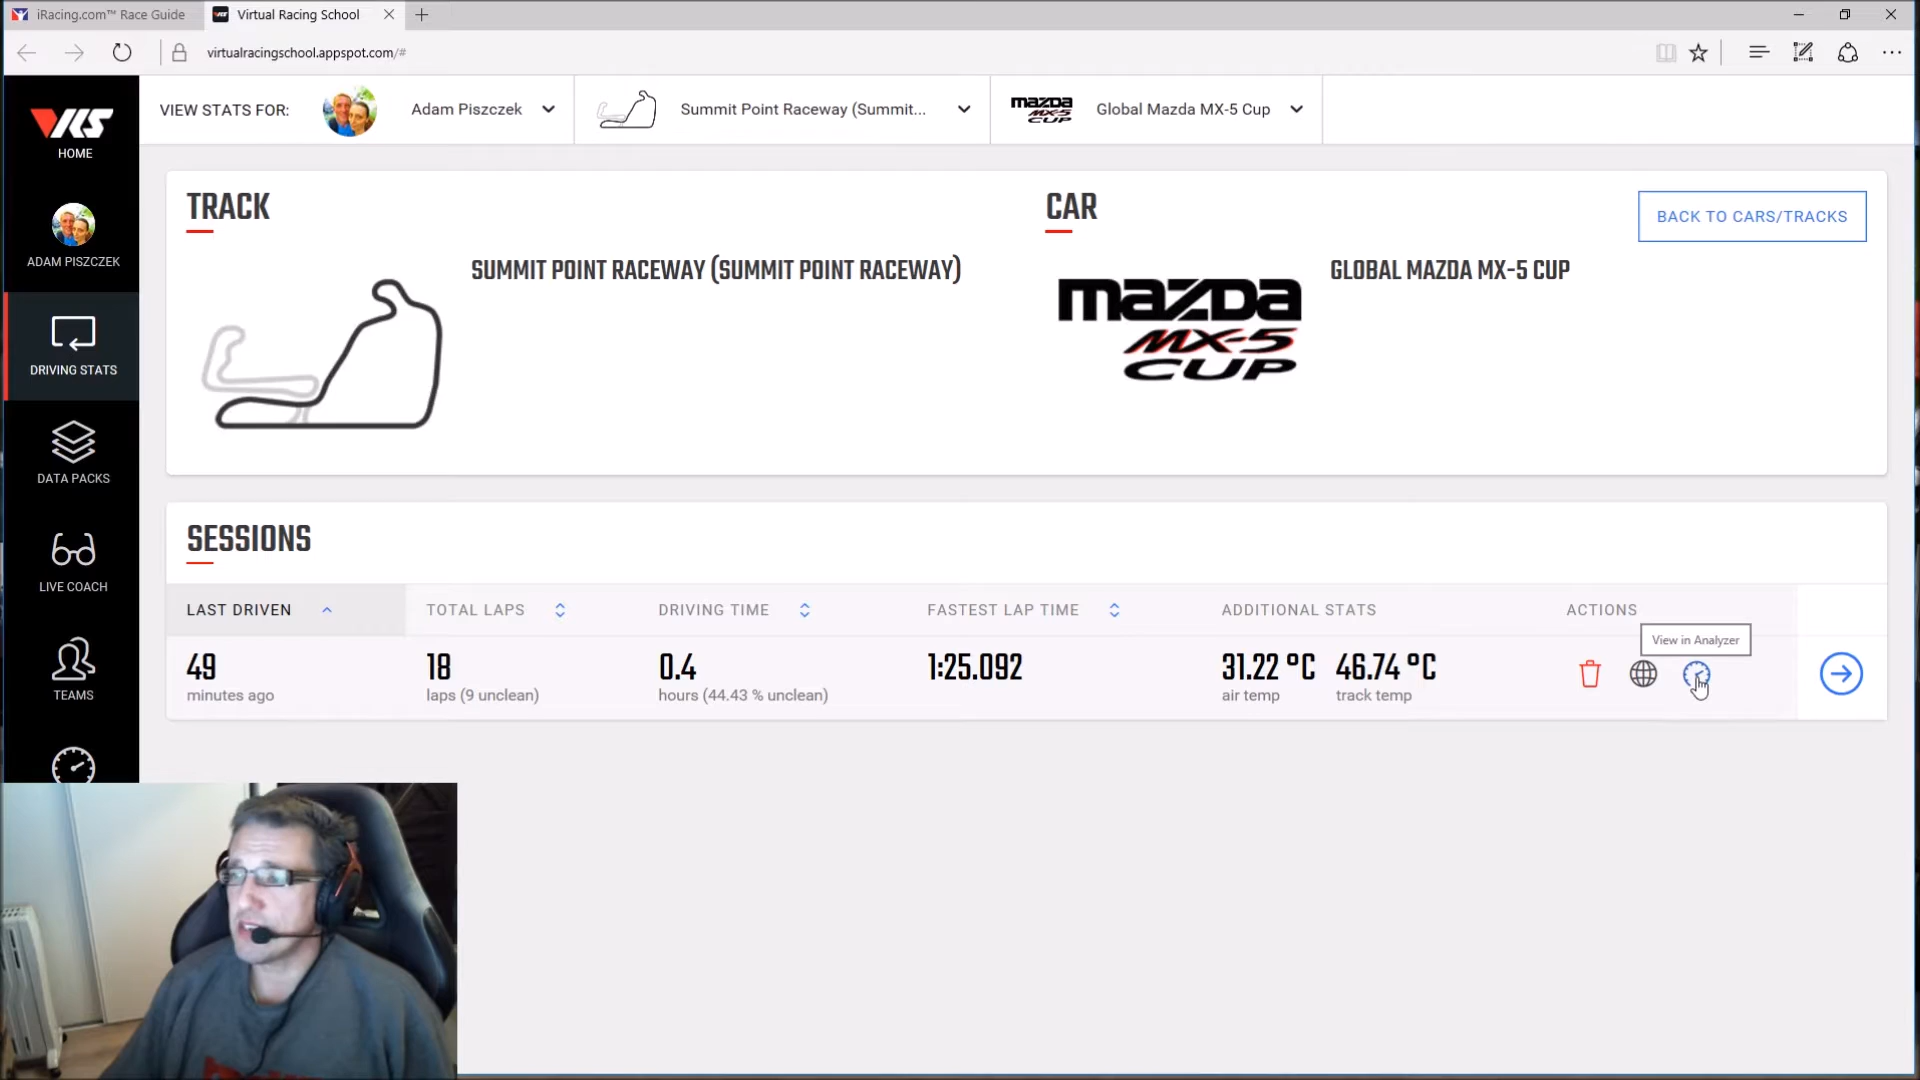 iRacing.com™ Race Guide
Virtual Racing School
virtualracingschool.appspot.com/#
VRS
HOME
VIEW STATS FOR:
Adam Piszczek
Summit Point Raceway (Summit...
mazda MX-5 CUP
Global Mazda MX-5 Cup
ADAM PISZCZEK
DRIVING STATS
DATA PACKS
LIVE COACH
TEAMS
TRACK
SUMMIT POINT RACEWAY (SUMMIT POINT RACEWAY)
CAR
GLOBAL MAZDA MX-5 CUP
BACK TO CARS/TRACKS
mazda
MX-5
CUP
SESSIONS
LAST DRIVEN TOTAL LAPS DRIVING TIME FASTEST LAP TIME ADDITIONAL STATS ACTIONS
View in Analyzer
49 18 0.4 1:25.092 31.22 °C 46.74 °C
minutes ago laps (9 unclean) hours (44.43 % unclean) air temp track temp